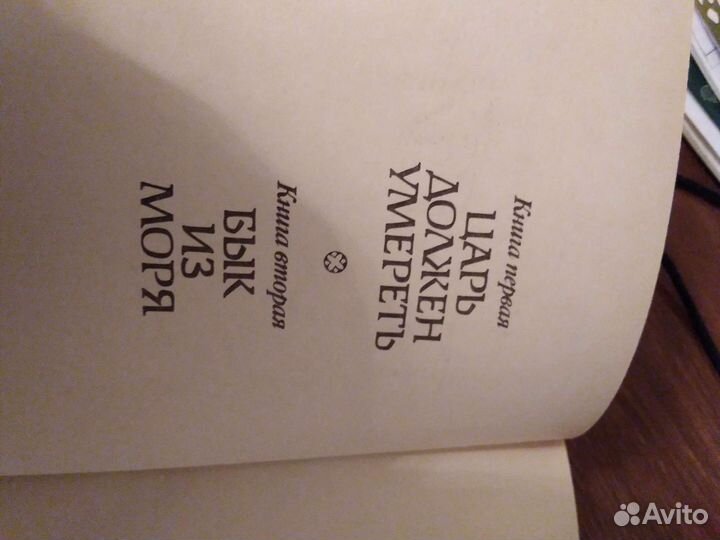 Книга первая
ЦАРЬ
ДОЛЖЕН
УМЕРЕТЬ
Книга вторая
БЫК
ИЗ
МОРЯ
Avito